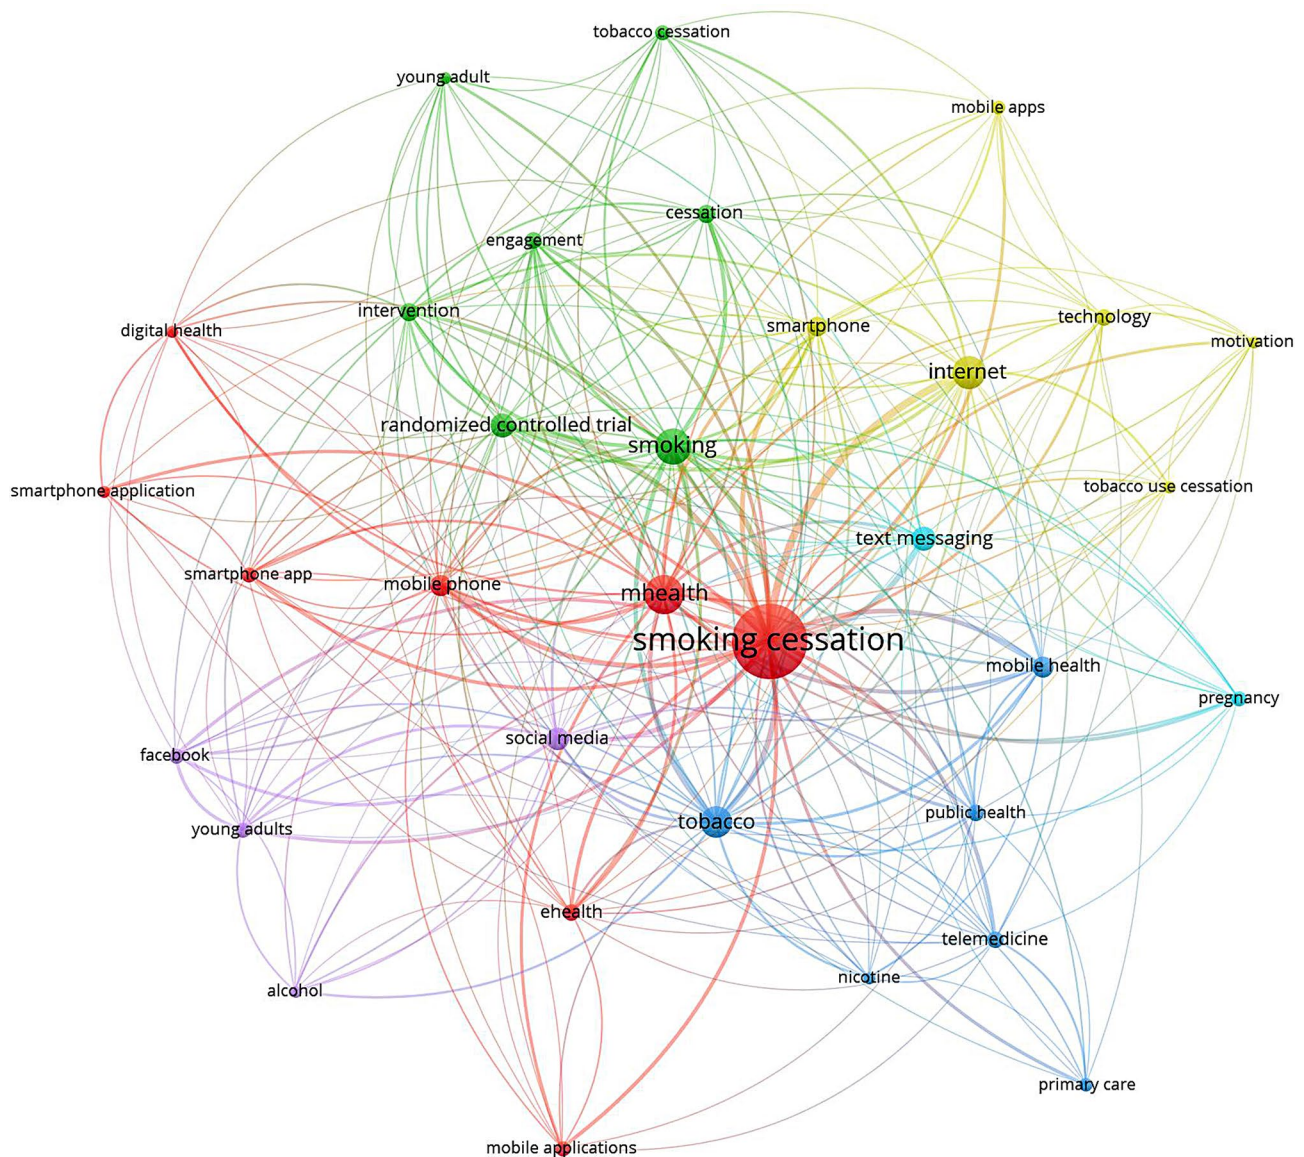 tobacco cessation
young adult
mobile apps
cessation
engagement
intervention
smartphone
technology
digital health
motivation
internet
randomized controlled trial
smoking
smartphone application
tobacco use cessation
text messaging
smartphone app
mobile phone
mhealth
smoking cessation
mobile health
pregnancy
social media
facebook
public health
tobacco
young adults
ehealth
telemedicine
nicotine
alcohol
primary care
mobile applications